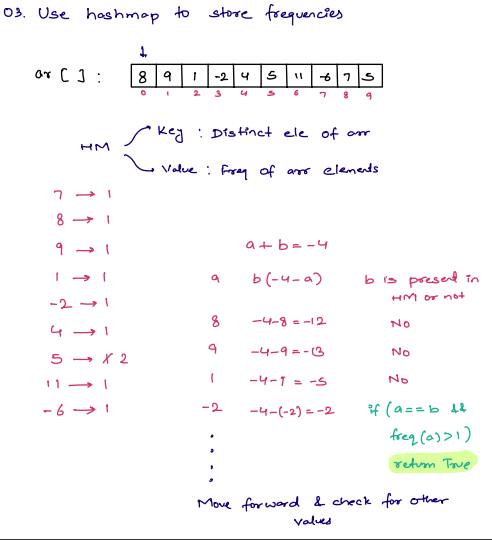 03. Use hashmap to store frequencies
ar [ ] : 8 9 1 -2 4 5 11 -6 7 5
0 1 2 3 4 5 6 7 8 9
Key : Distinct ele of arr
HM
Value : Freq of arr elements
7 → 1
8 → 1
9 → 1
a + b = -4
1 → 1
a b(-4-a) b is present in
HM or not
-2 → 1
8 -4-8 = -12 No
4 → 1
9 -4-9 = -13 No
5 → 1 2
1 -4-1 = -5 No
11 → 1
-6 → 1
-2 -4-(-2) = -2 if (a==b &&
freq(a)>1)
return True
Move forward & check for other
values